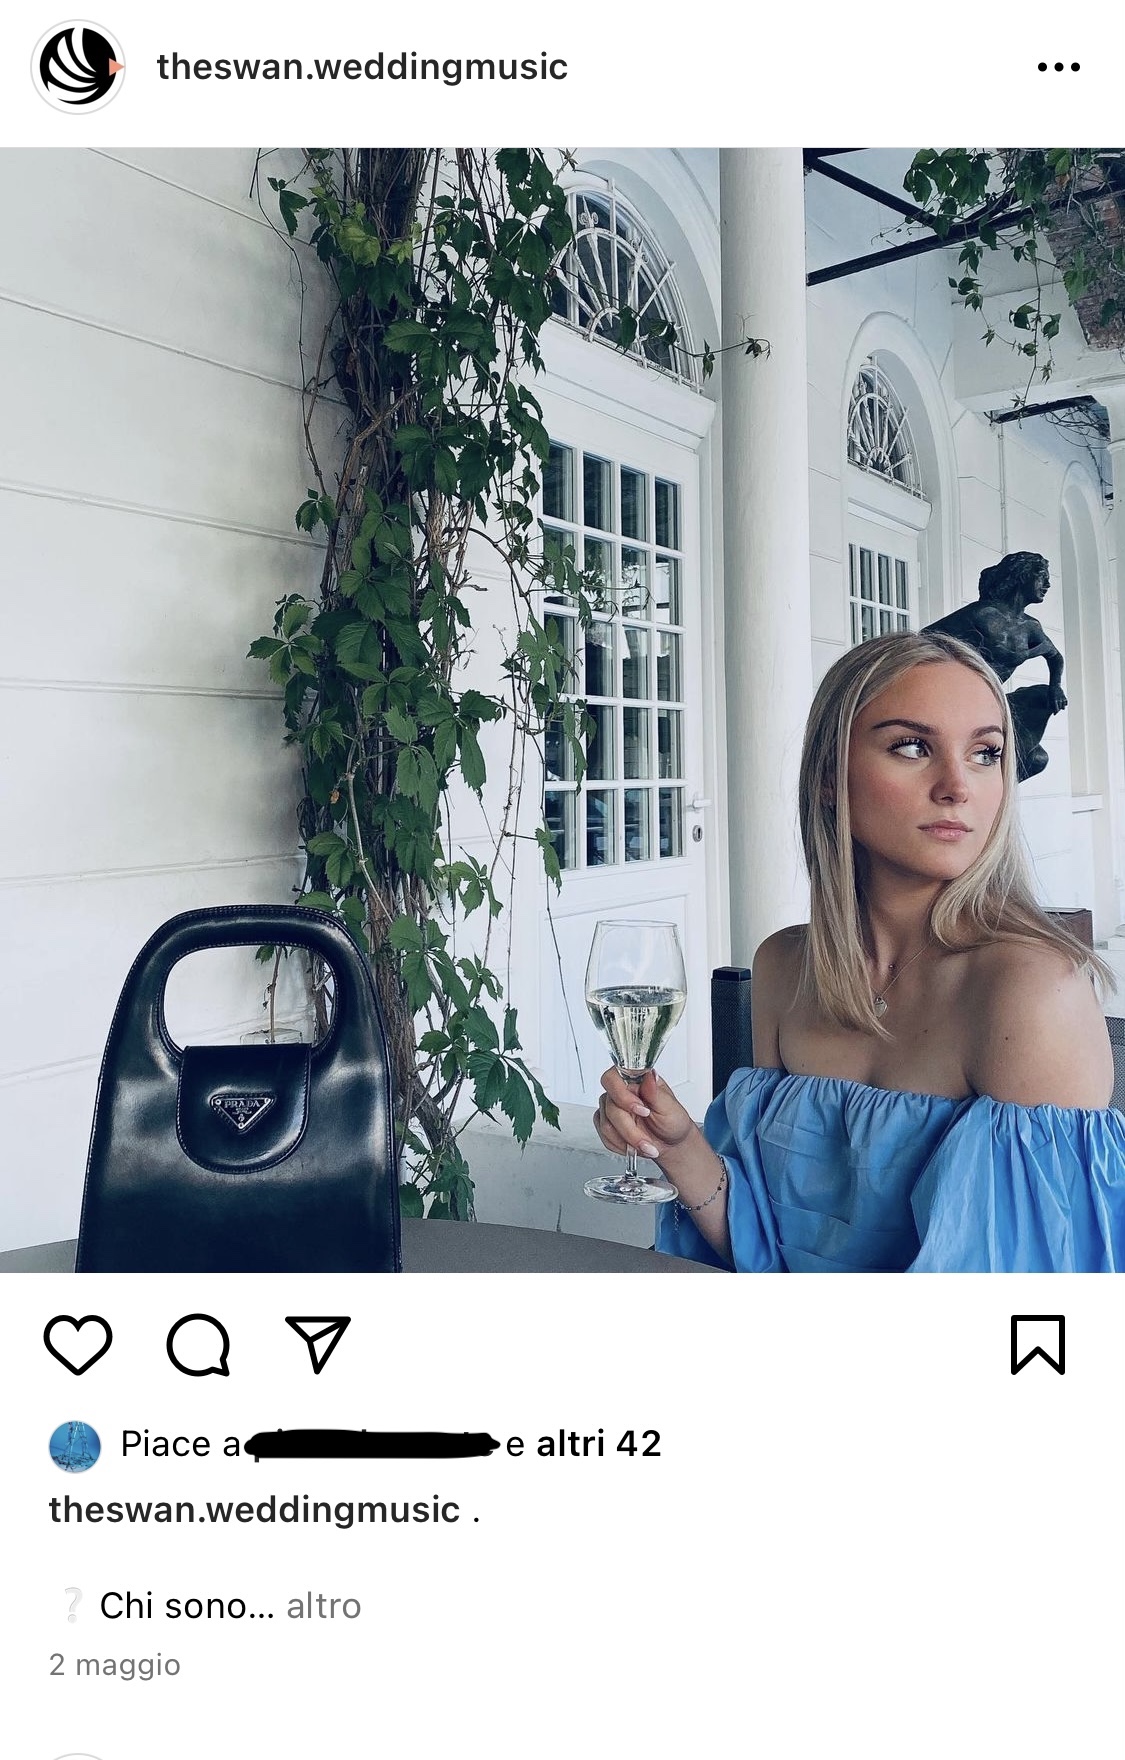 theswan.weddingmusic
PRADA
Piace a e altri 42
theswan.weddingmusic .
❔ Chi sono... altro
2 maggio